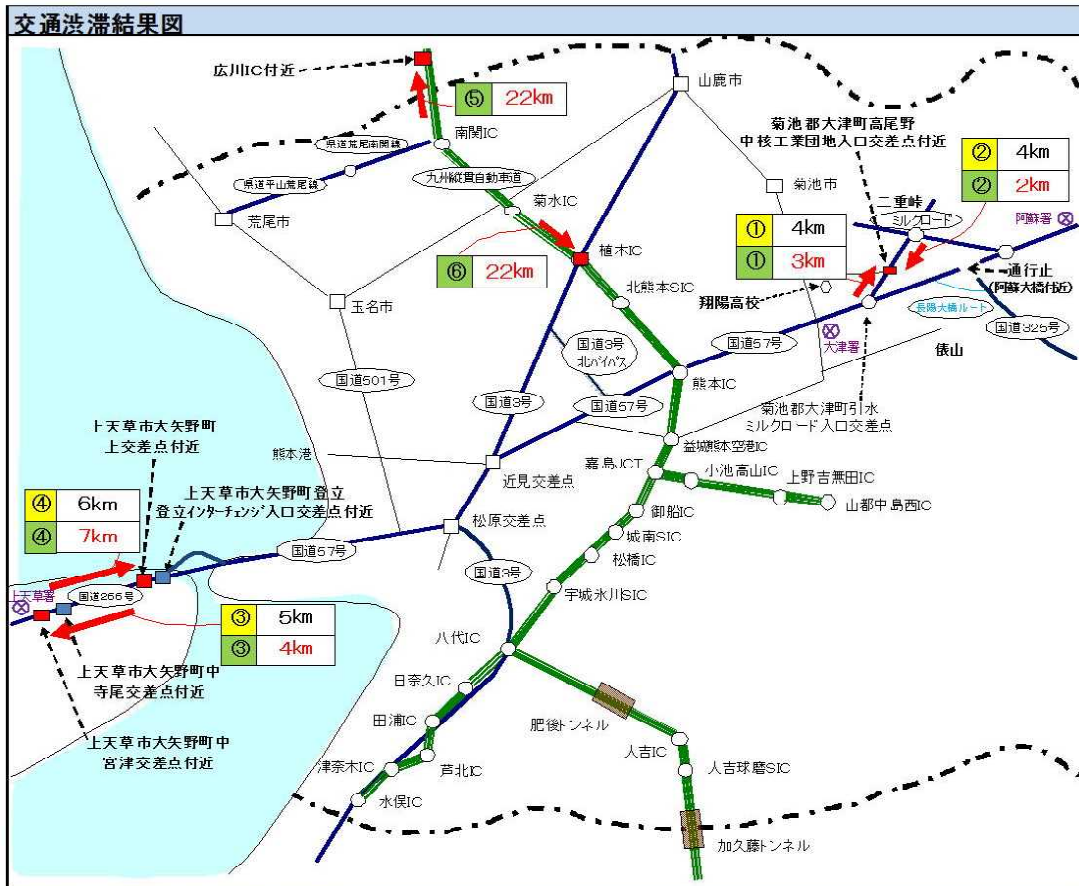 交通渋滞結果図
広川IC付近
⑤ 22km
南関IC
県道荒尾南関線
県道平山荒尾線
九州縦貫自動車道
荒尾市
菊水IC
⑥ 22km
植木IC
北熊本SIC
山鹿市
菊池市
菊池郡大津町高尾野
中核工業団地入口交差点付近
② 4km
② 2km
二重峠
ミルクロード
阿蘇署
① 4km
① 3km
翔陽高校
通行止
(阿蘇大橋付近)
長陽大橋ルート
国道325号
大津署
俵山
国道57号
玉名市
国道501号
国道3号
北バイパス
国道3号
国道57号
熊本IC
菊池郡大津町引水
ミルクロード入口交差点
熊本港
近見交差点
益城熊本空港IC
嘉島JCT
小池高山IC
上野吉無田IC
山都中島西IC
上天草市大矢野町
上交差点付近
④ 6km
④ 7km
上天草市大矢野町登立
登立インターチェンジ入口交差点付近
松原交差点
御船IC
城南SIC
松橋IC
国道57号
国道3号
宇城氷川SIC
上天草署
国道266号
③ 5km
③ 4km
上天草市大矢野町中
寺尾交差点付近
上天草市大矢野町中
宮津交差点付近
八代IC
日奈久IC
田浦IC
芦北IC
津奈木IC
水俣IC
肥後トンネル
人吉IC
人吉球磨SIC
加久藤トンネル